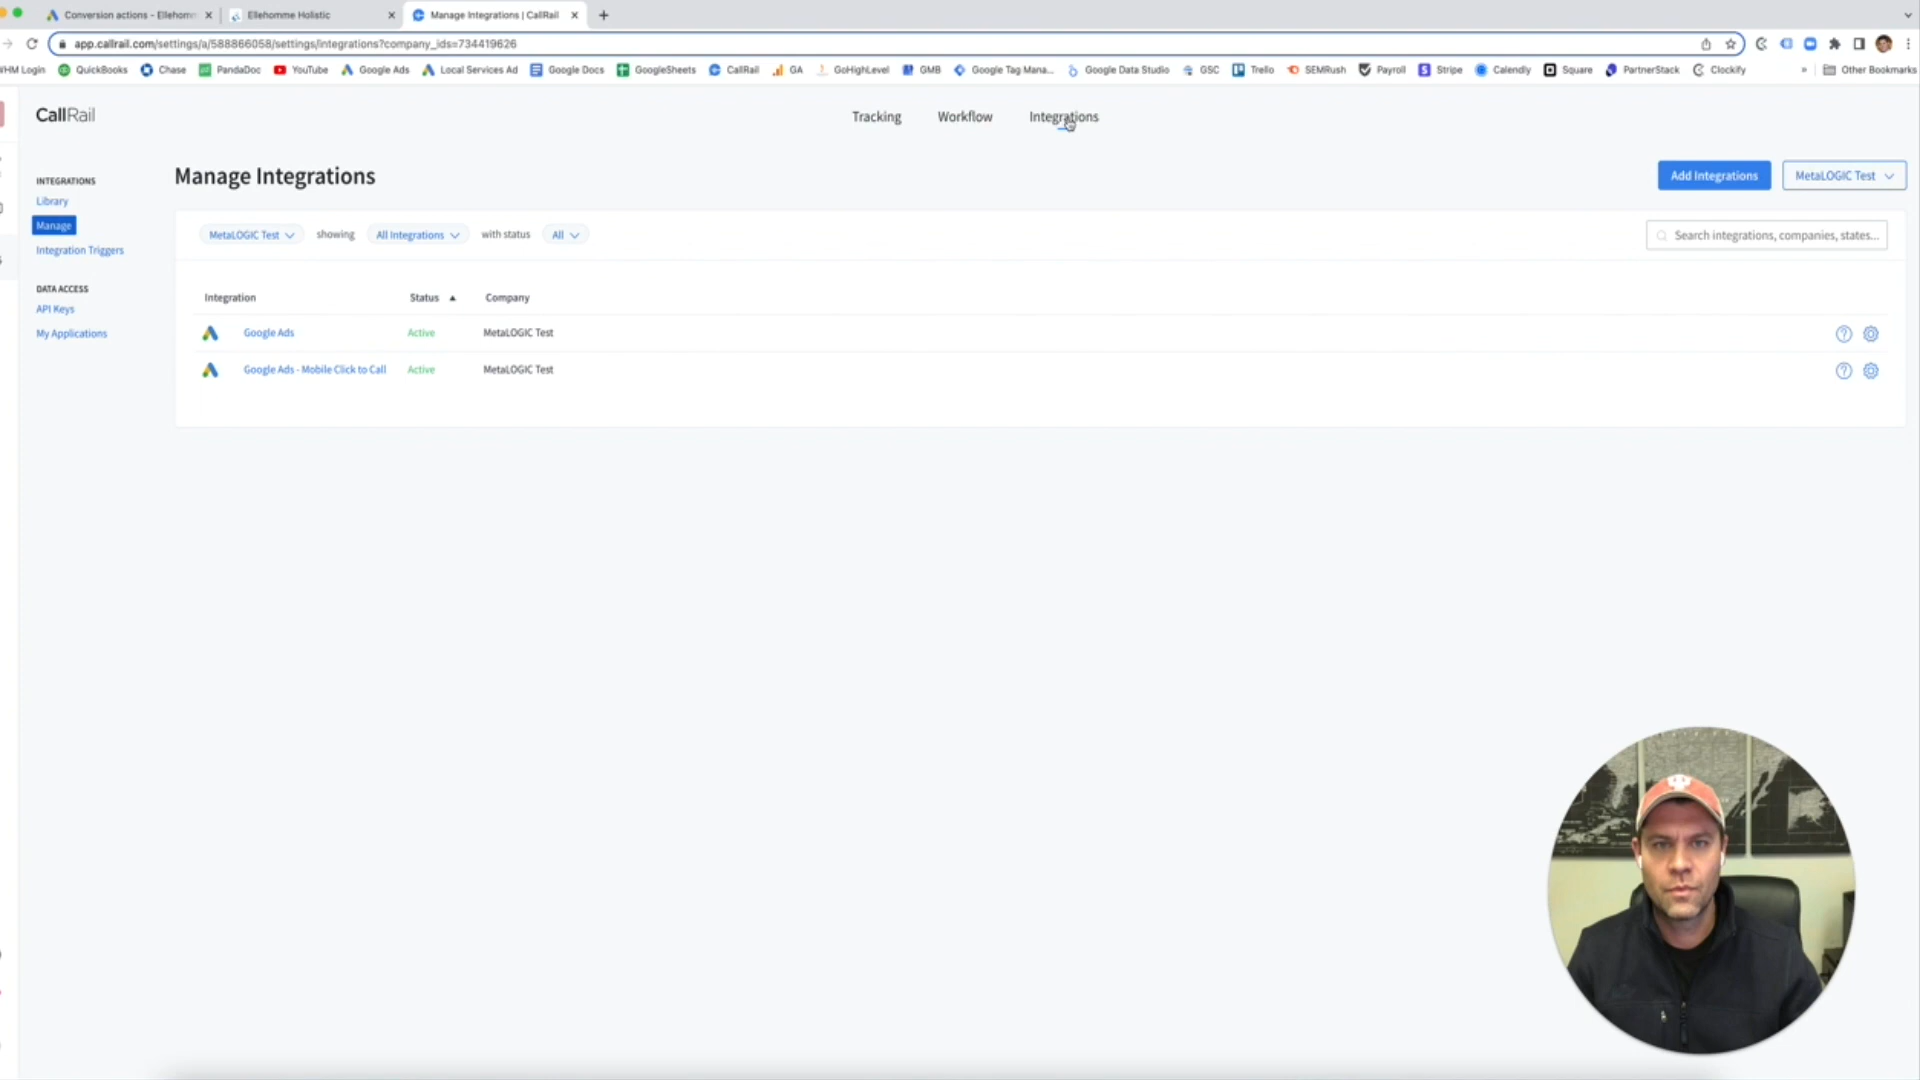 Conversion actions - Ellehomm
Ellehomme Holistic
Manage Integrations | CallRail
app.callrail.com/settings/a/588866058/settings/integrations?company_ids=734419626
WHM Login QuickBooks Chase PandaDoc YouTube Google Ads Local Services Ad Google Docs GoogleSheets CallRail GA GoHighLevel GMB Google Tag Mana... Google Data Studio GSC Trello SEMRush Payroll Stripe Calendly Square PartnerStack Clockify » Other Bookmarks
CallRail
Tracking Workflow Integrations
INTEGRATIONS
Library
Manage
Integration Triggers
DATA ACCESS
API Keys
My Applications
Manage Integrations
Add Integrations
MetaLOGIC Test
MetaLOGIC Test showing All Integrations with status All
Search integrations, companies, states...
Integration Status Company
Google Ads Active MetaLOGIC Test
Google Ads - Mobile Click to Call Active MetaLOGIC Test